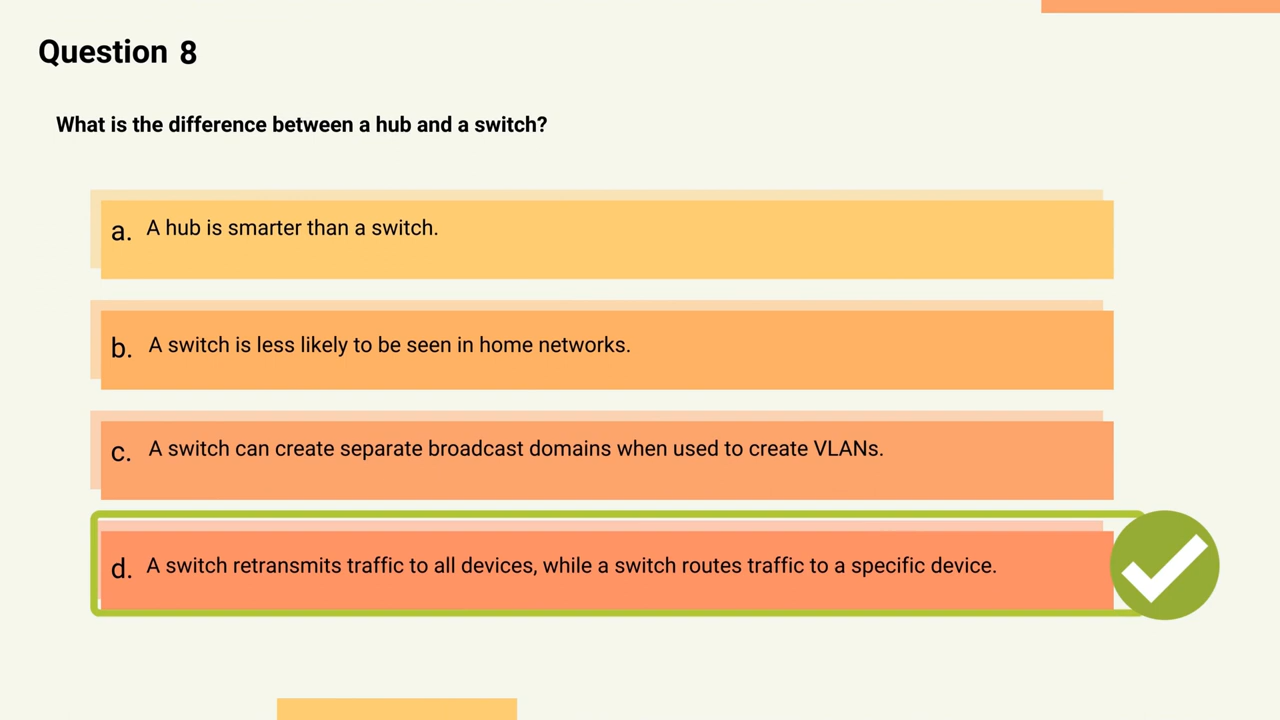 Question 8
What is the difference between a hub and a switch?
a. A hub is smarter than a switch.
b. A switch is less likely to be seen in home networks.
c. A switch can create separate broadcast domains when used to create VLANs.
d. A switch retransmits traffic to all devices, while a switch routes traffic to a specific device.